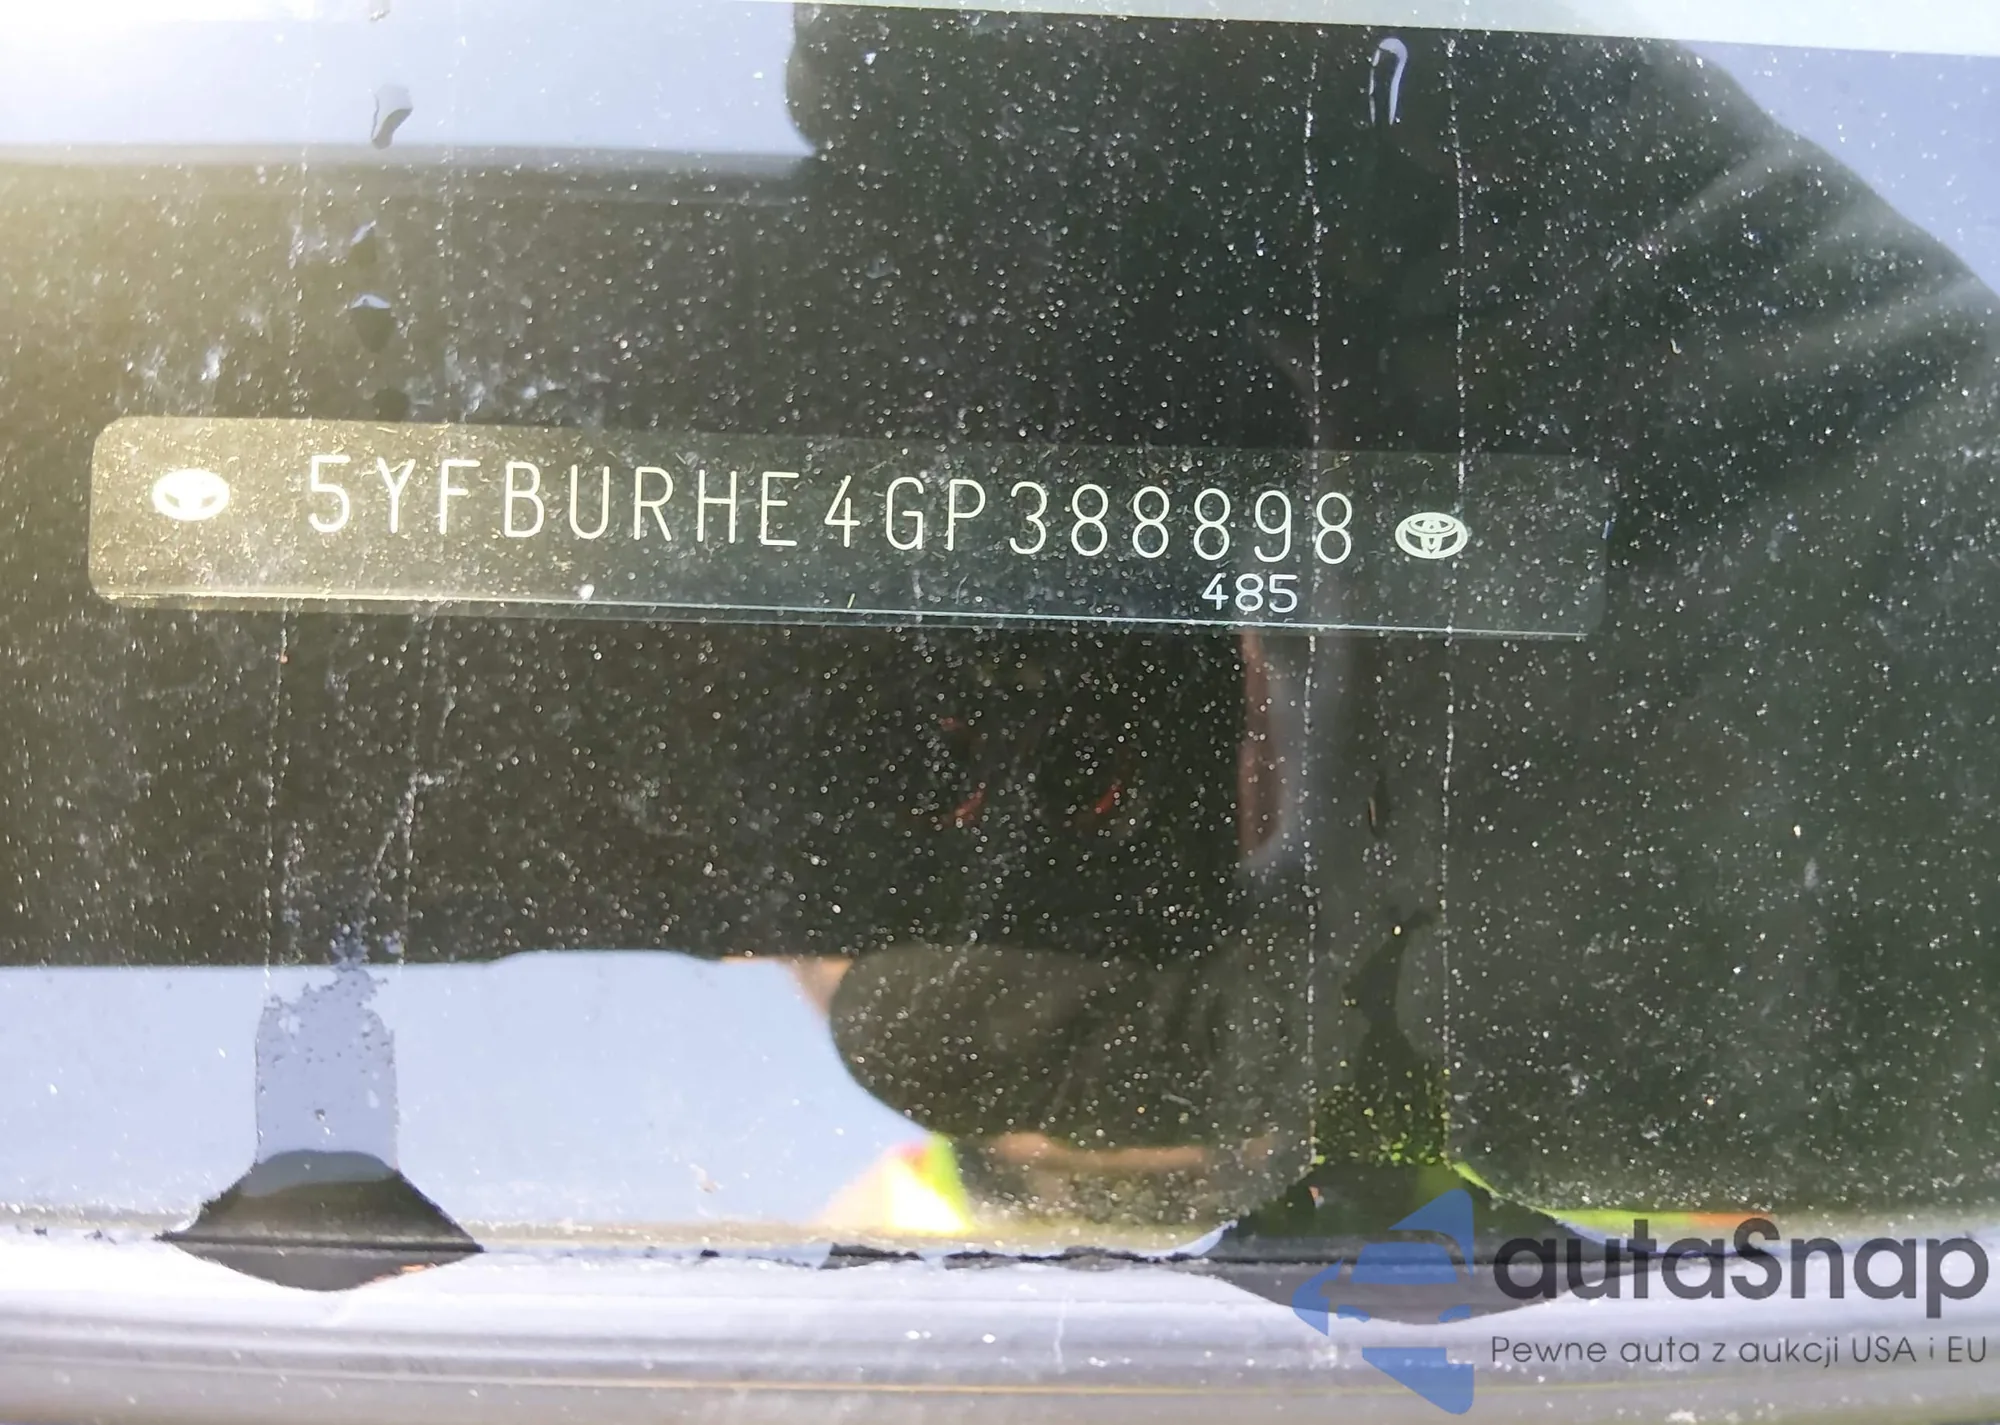 5YFBURHE4GP388898
485
autaSnap
Pewne auta z aukcji USA i EU